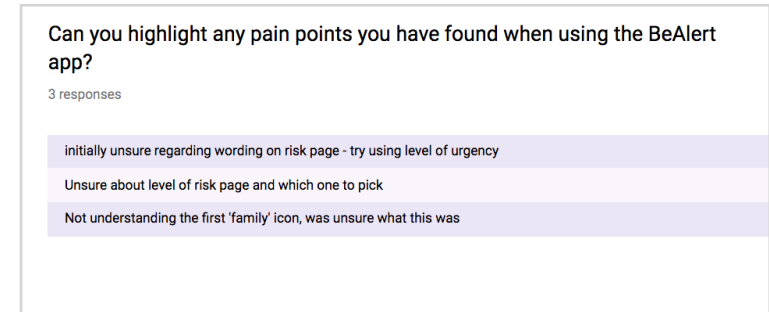 Can you highlight any pain points you have found when using the BeAlert
app?
3 responses
initially unsure regarding wording on risk page - try using level of urgency
Unsure about level of risk page and which one to pick
Not understanding the first 'family' icon, was unsure what this was